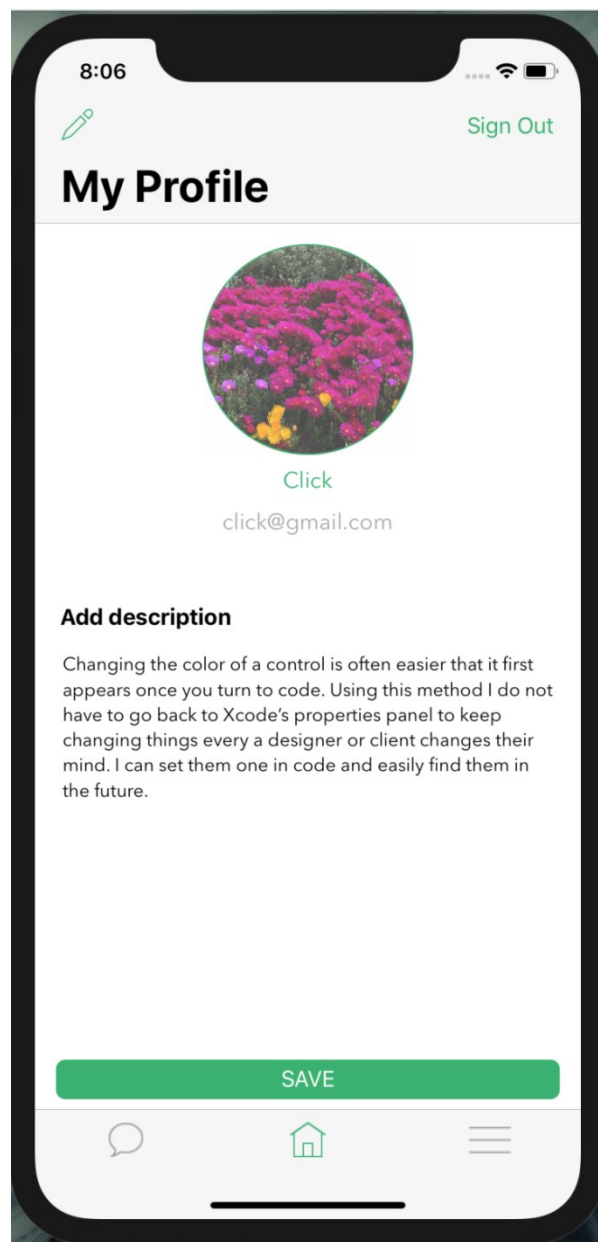 8:06
Sign Out
My Profile
Click
click@gmail.com
Add description
Changing the color of a control is often easier that it first
appears once you turn to code. Using this method I do not
have to go back to Xcode’s properties panel to keep
changing things every a designer or client changes their
mind. I can set them one in code and easily find them in
the future.
SAVE